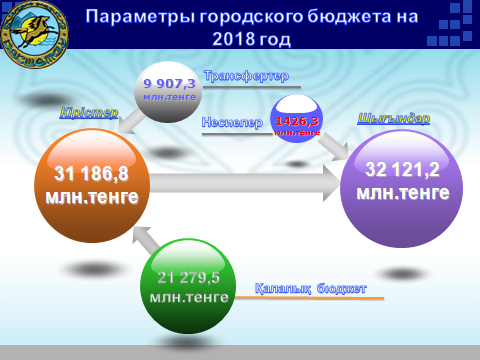 Параметры городского бюджета на
2018 год
9 907,3
млн.тенге
Трансфертер
Кірістер
Несиелер
1426,3
млн.тенге
Шығындар
31 186,8
млн.тенге
32 121,2
млн.тенге
21 279,5
млн.тенге
Қалалық бюджет